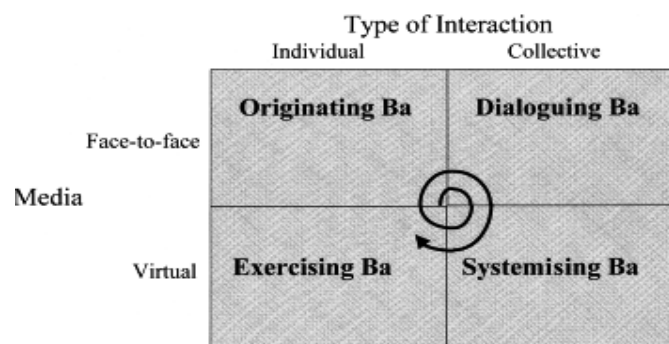 Type of Interaction
Individual Collective
Originating Ba Dialoguing Ba
Face-to-face
Media
Virtual
Exercising Ba Systemising Ba